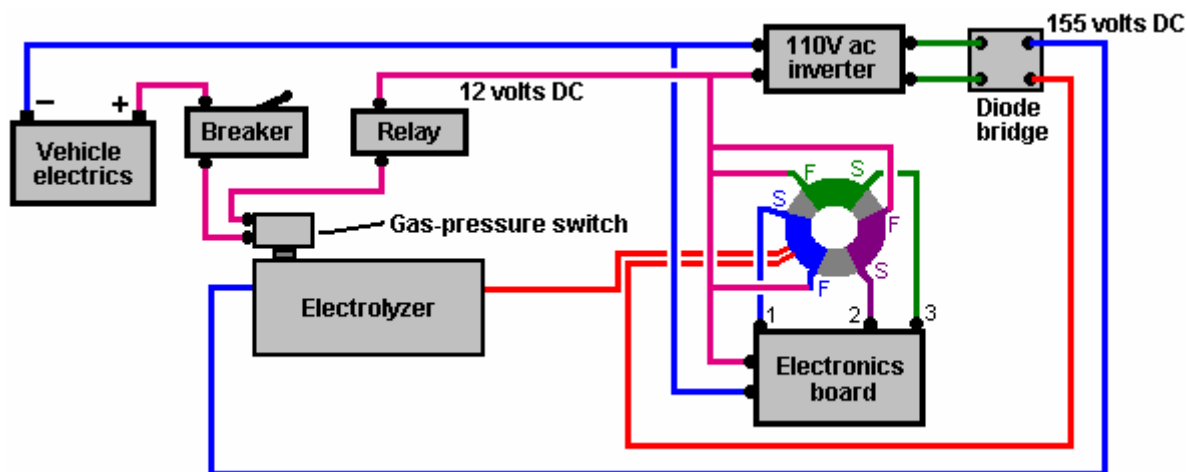 155 volts DC
110V ac
inverter
12 volts DC
− +
Breaker
Relay
Diode
bridge
Vehicle
electrics
F S
S
F
Gas-pressure switch
S
F
Electrolyzer
1 2 3
Electronics
board